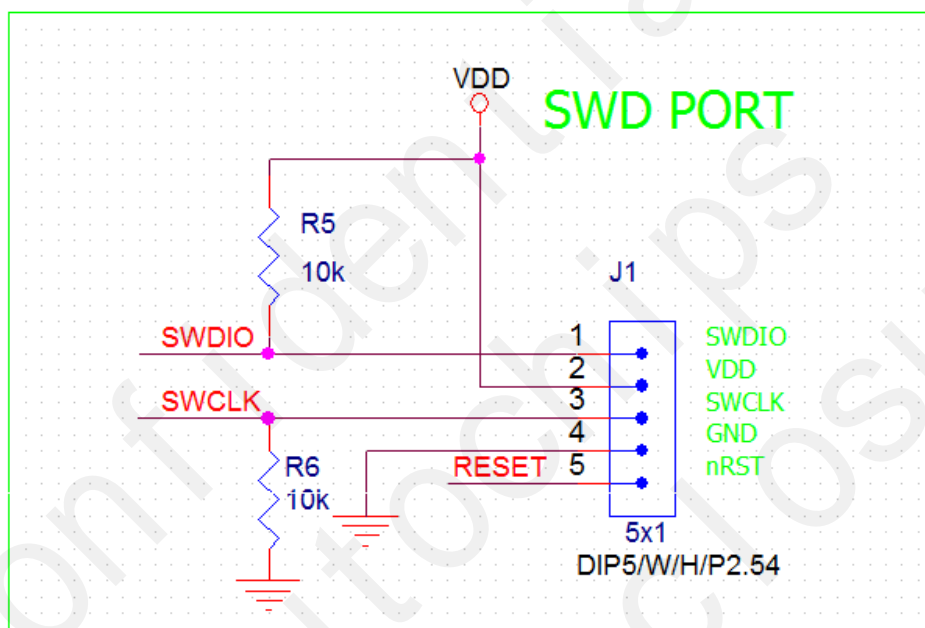 VDD
SWD PORT
R5
10k
J1
SWDIO
1
SWDIO
2
VDD
SWCLK
3
SWCLK
4
GND
R6
10k
RESET
5
nRST
5x1
DIP5/W/H/P2.54